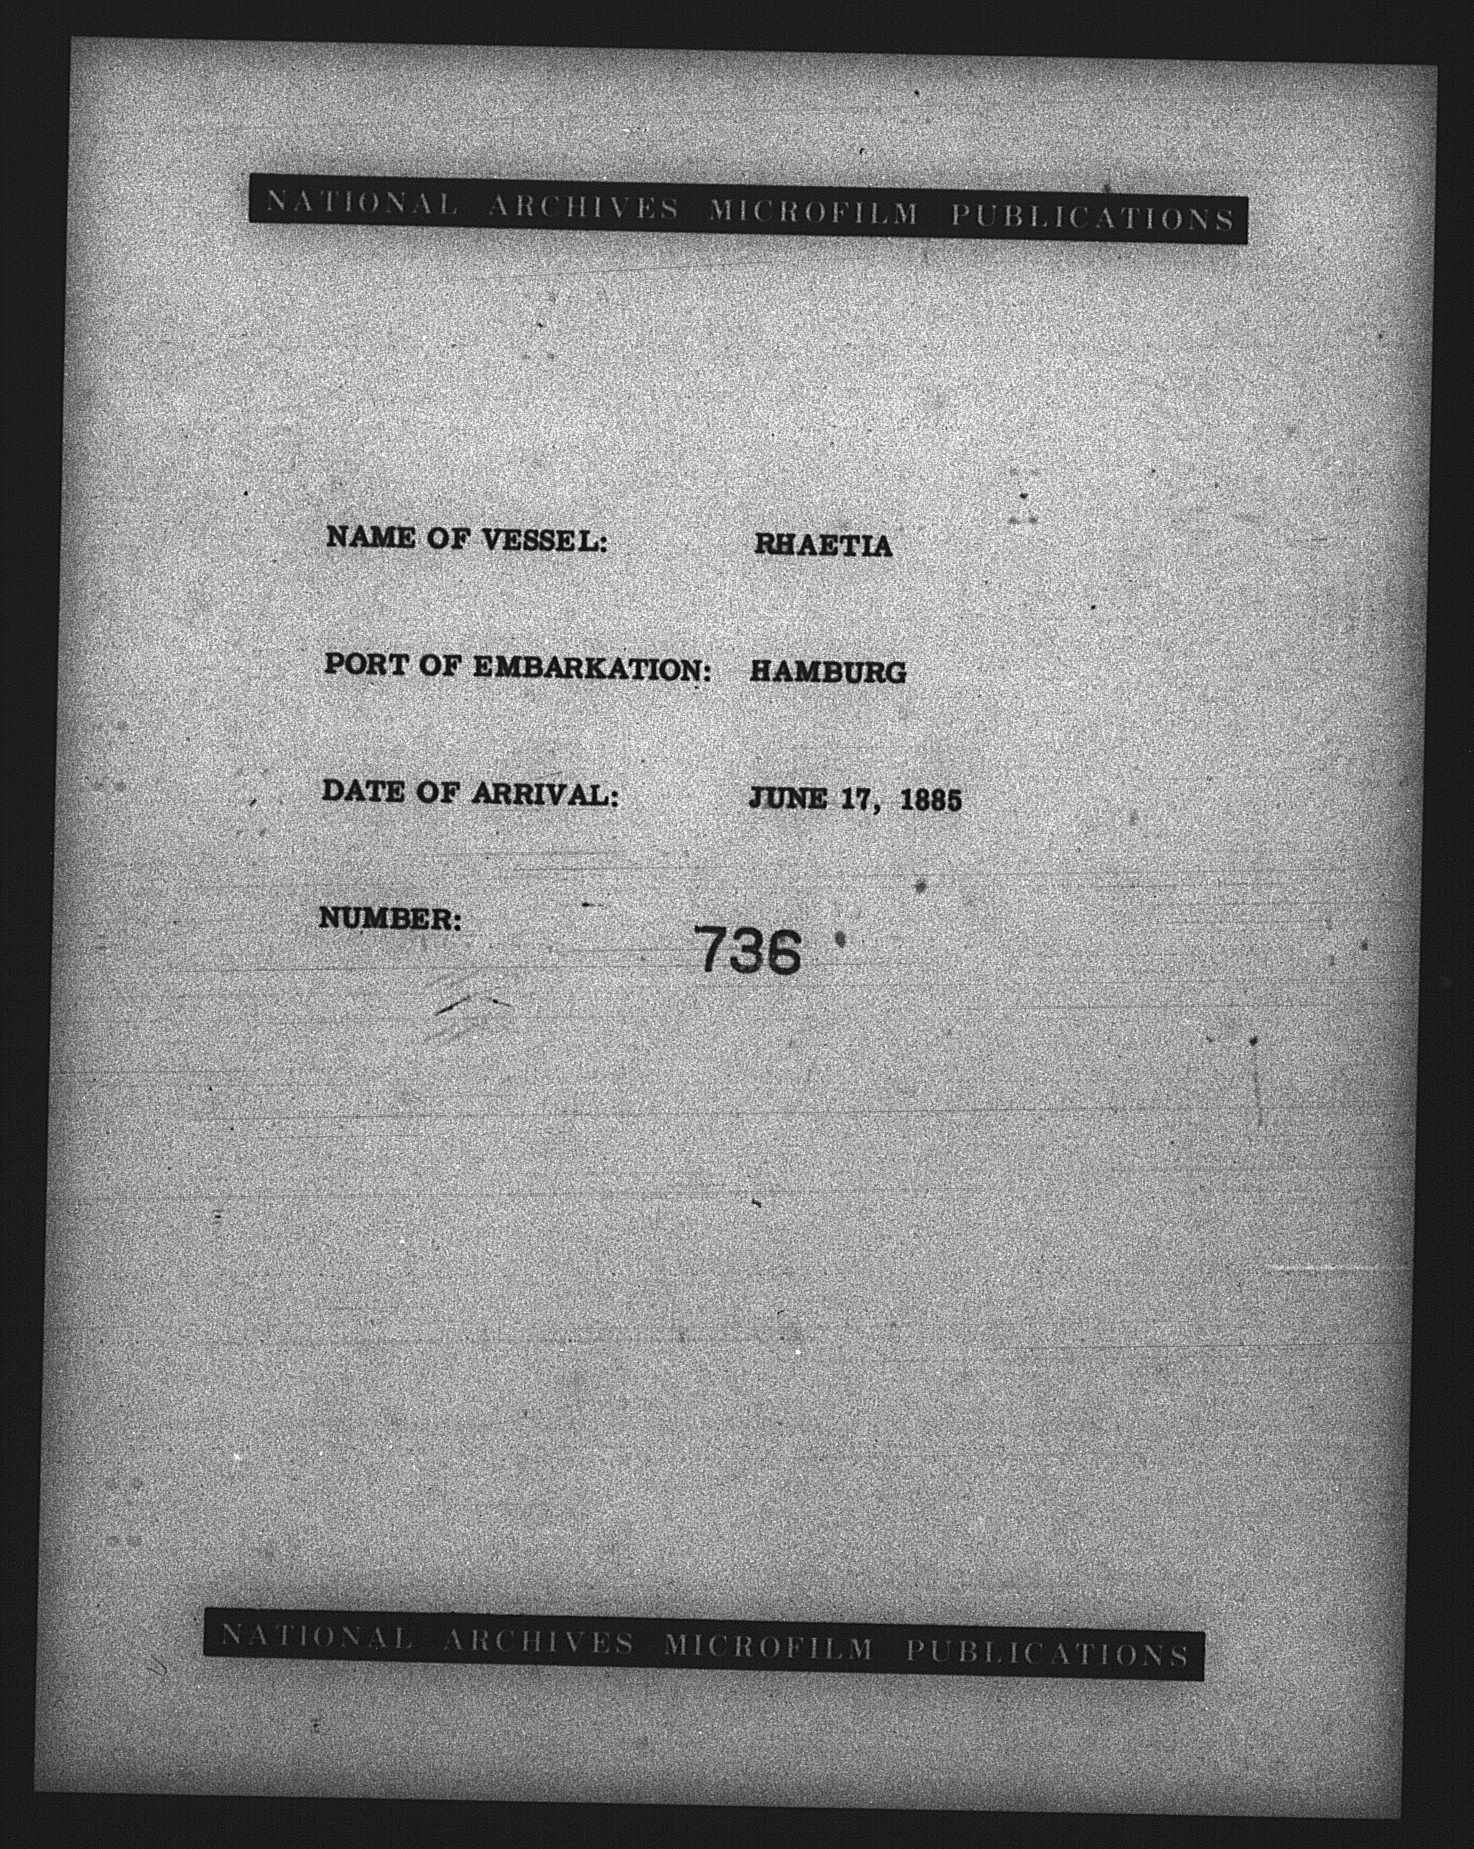 NATIONAL ARCHIVES MICROFILM PUBLICATIONS
NAME OF VESSEL: RHAETIA
PORT OF EMBARKATION: HAMBURG
DATE OF ARRIVAL: JUNE 17, 1885
NUMBER: 736
NATIONAL ARCHIVES MICROFILM PUBLICATIONS